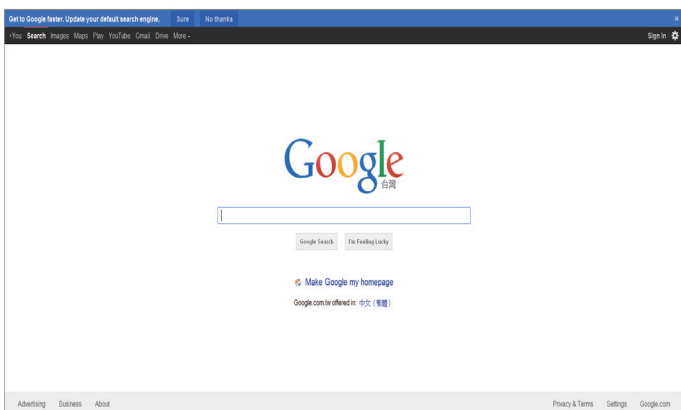 Get to Google faster. Update your default search engine. Sure No thanks x
+You Search Images Maps Play YouTube Gmail Drive More Sign in
Google
台灣
Google Search I'm Feeling Lucky
Make Google my homepage
Google.com.tw offered in: 中文 (繁體)
Advertising Business About Privacy & Terms Settings Google.com